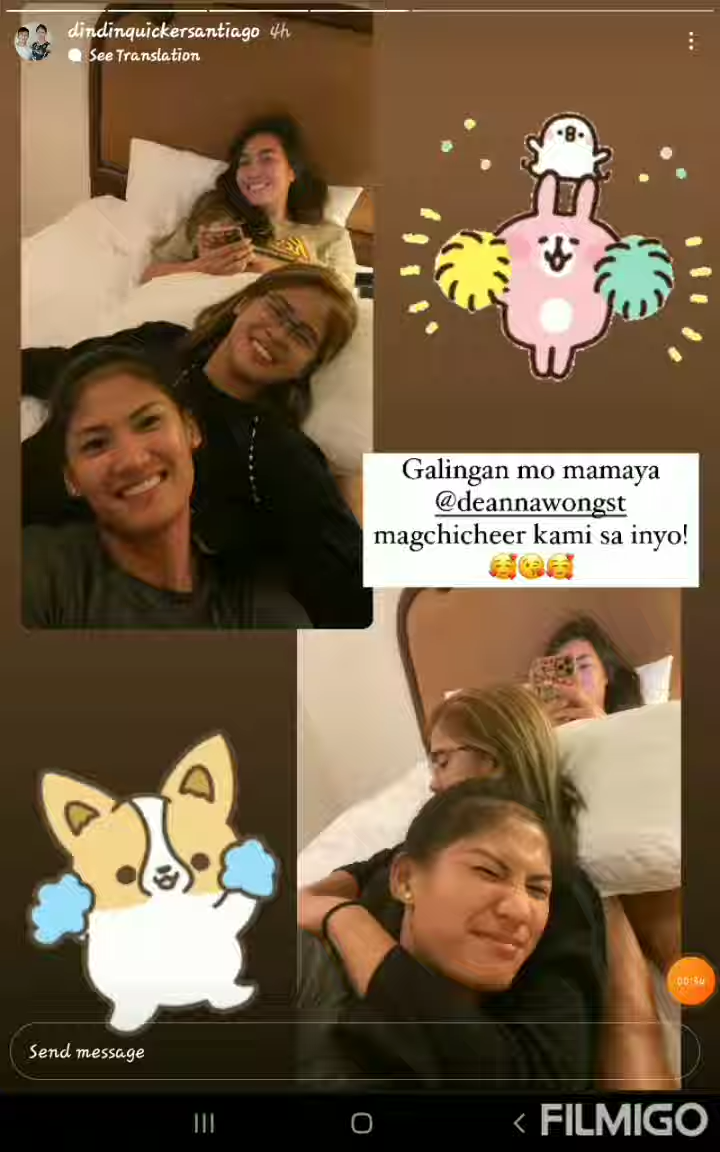 dindinquickersantiago 4h
See Translation
Galingan mo mamaya
@deannawongst
magchicheer kami sa inyo!
🥰😘🥰
Send message
FILMIGO